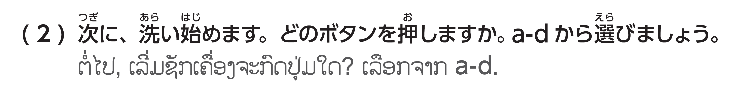 (2) 次に、洗い始めます。どのボタンを押しますか。a-dから選びましょう。
ຕໍ່ໄປ, ເລີ່ມຊັກເຄື່ອງຈະກົດປຸ່ມໃດ? ເລືອກຈາກ a-d.